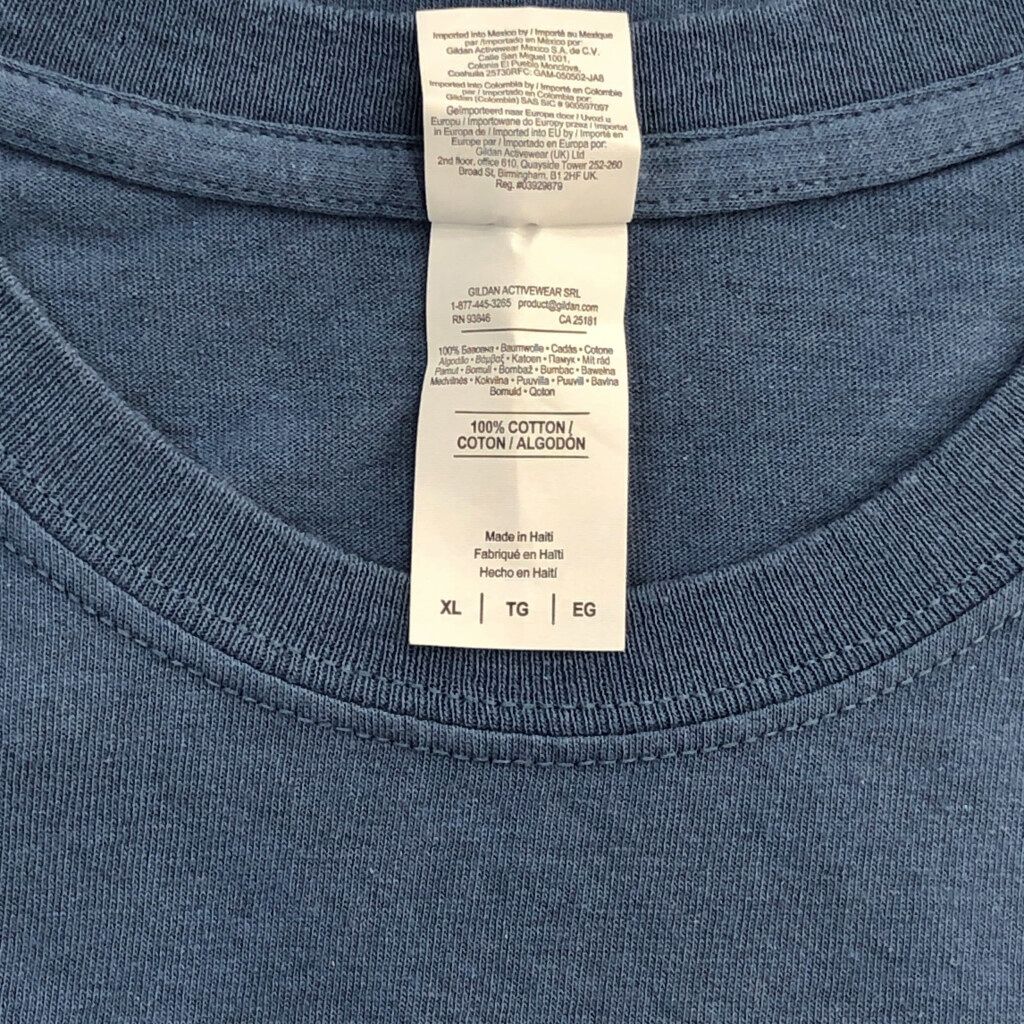 Imported into Mexico by / Importé au Mexique
par /Importado en México por:
Gildan Activewear Mexico S.A. de C.V.
Calle San Miguel 1001,
Colonia El Pueblo Monclova,
Coahuila 25730RFC: GAM-050502-JA8
Imported into Colombia by / Importé en Colombie
par / Importado en Colombia por:
Gildan (Colombia) SAS SIC # 900597097
Geïmporteerd naar Europa door / Uvozi u
Europu / Importowane do Europy przez / Importat
in Europa de / Imported into EU by / Importé en
Europe par / Importado en Europa por:
Gildan Activewear (UK) Ltd
2nd floor, office 610, Quayside Tower 252-260
Broad St, Birmingham, B1 2HF UK.
Reg. #03929879
GILDAN ACTIVEWEAR SRL
1-877-445-3265 product@gildan.com
RN 93846 CA 25181
100% Бавовна • Baumwolle • Cadás • Cotone
Algodão • Βάμβαξ • Katoen • Памук • Mit rád
Pamut • Bomull • Bombaž • Bumbac • Bawełna
Medvilnės • Kokvilna • Puuvilla • Puuvill • Bavlna
Bomuld • Qoton
100% COTTON /
COTON / ALGODÓN
Made in Haiti
Fabriqué en Haïti
Hecho en Haití
XL | TG | EG